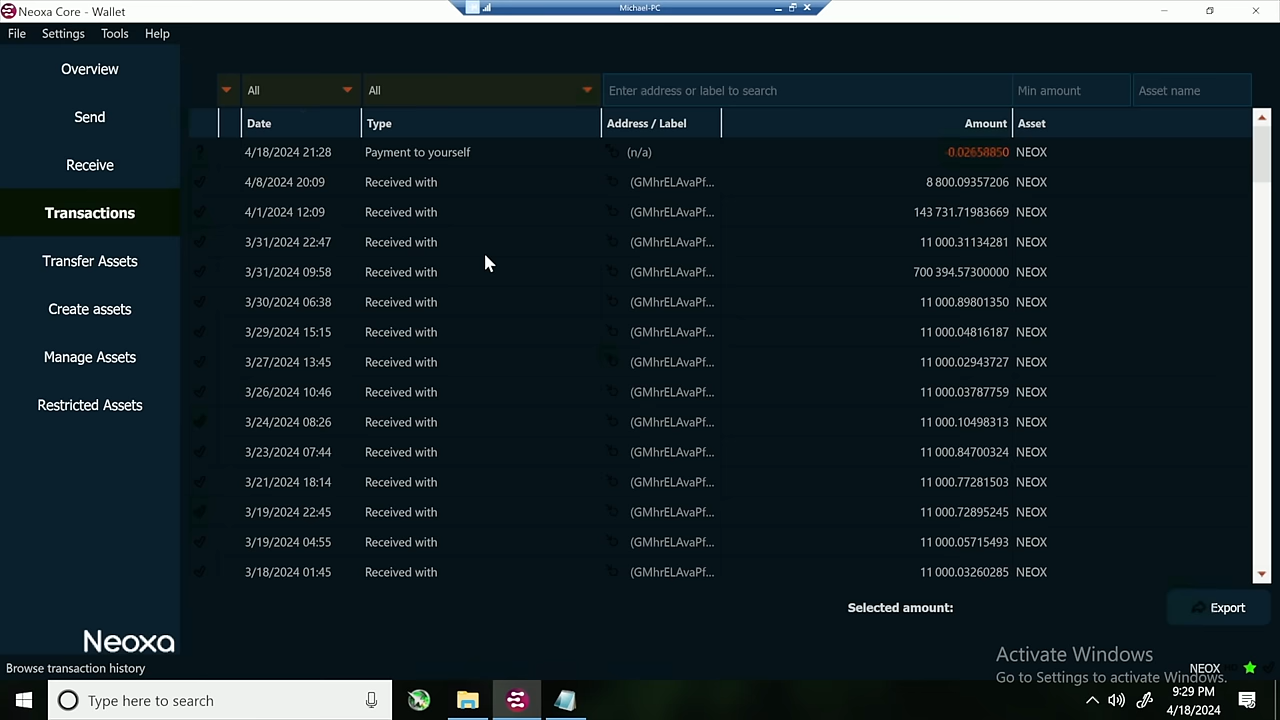 Neoxa Core - Wallet
Michael-PC
File Settings Tools Help
Overview
Send
Receive
Transactions
Transfer Assets
Create assets
Manage Assets
Restricted Assets
All All Enter address or label to search Min amount Asset name
Date Type Address / Label Amount Asset
4/18/2024 21:28 Payment to yourself (n/a) -0.02658850 NEOX
4/8/2024 20:09 Received with (GMhrELAvaPf... 8 800.09357206 NEOX
4/1/2024 12:09 Received with (GMhrELAvaPf... 143 731.71983669 NEOX
3/31/2024 22:47 Received with (GMhrELAvaPf... 11 000.31134281 NEOX
3/31/2024 09:58 Received with (GMhrELAvaPf... 700 394.57300000 NEOX
3/30/2024 06:38 Received with (GMhrELAvaPf... 11 000.89801350 NEOX
3/29/2024 15:15 Received with (GMhrELAvaPf... 11 000.04816187 NEOX
3/27/2024 13:45 Received with (GMhrELAvaPf... 11 000.02943727 NEOX
3/26/2024 10:46 Received with (GMhrELAvaPf... 11 000.03787759 NEOX
3/24/2024 08:26 Received with (GMhrELAvaPf... 11 000.10498313 NEOX
3/23/2024 07:44 Received with (GMhrELAvaPf... 11 000.84700324 NEOX
3/21/2024 18:14 Received with (GMhrELAvaPf... 11 000.77281503 NEOX
3/19/2024 22:45 Received with (GMhrELAvaPf... 11 000.72895245 NEOX
3/19/2024 04:55 Received with (GMhrELAvaPf... 11 000.05715493 NEOX
3/18/2024 01:45 Received with (GMhrELAvaPf... 11 000.03260285 NEOX
Selected amount: Export
Neoxa
Browse transaction history
NEOX
Activate Windows
Go to Settings to activate Windows.
Type here to search
9:29 PM
4/18/2024